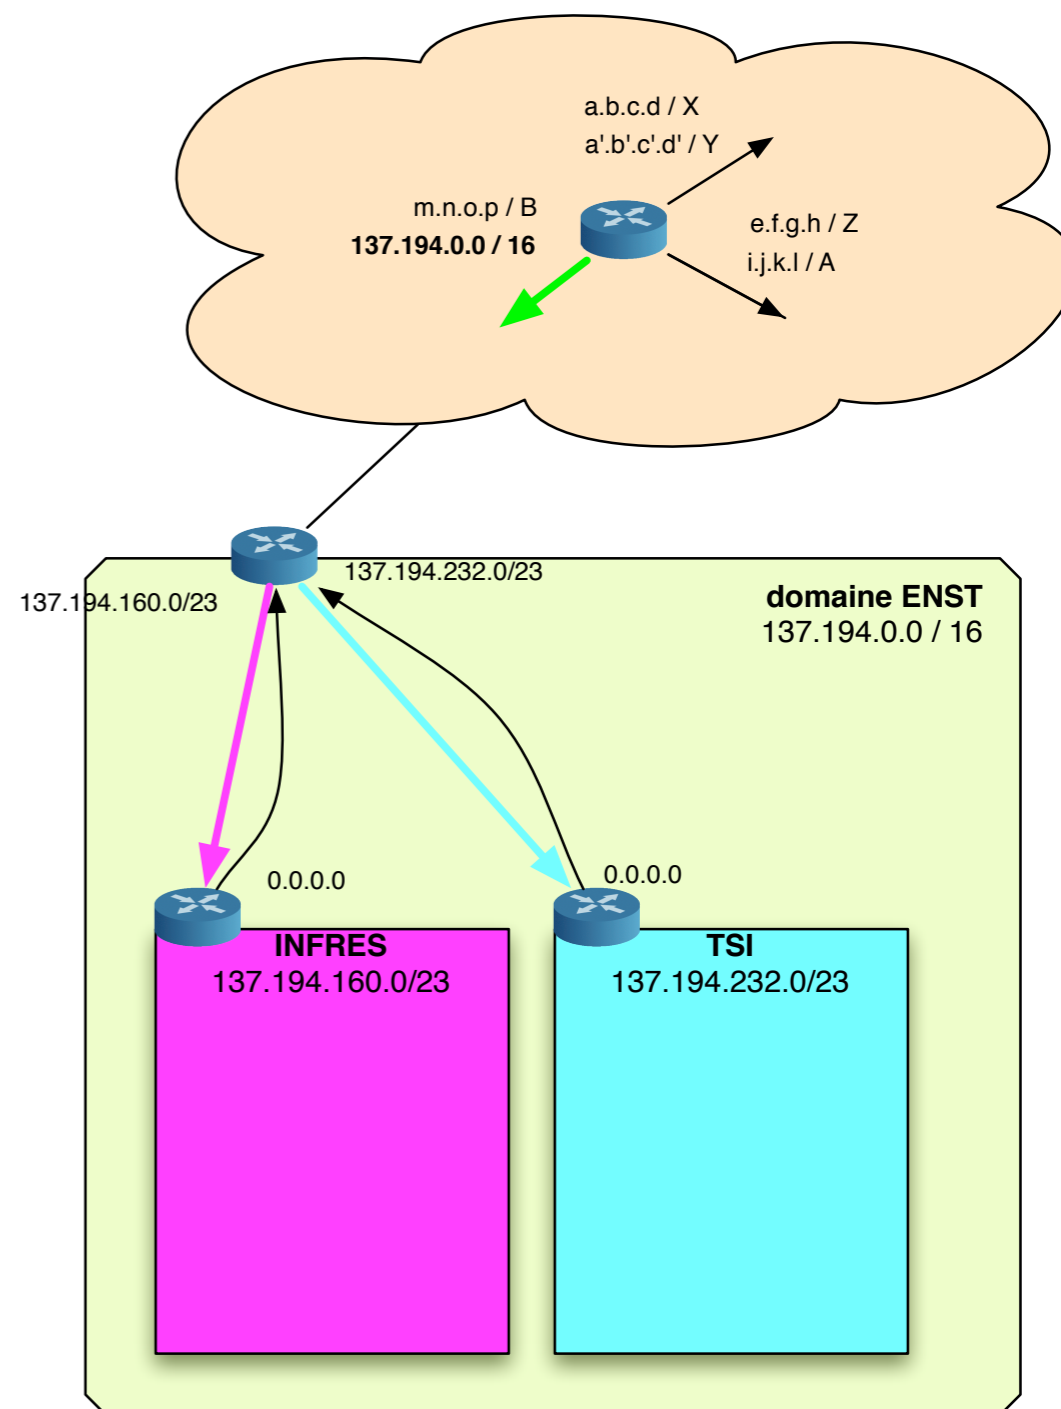 a.b.c.d / X
a'.b'.c'.d' / Y
m.n.o.p / B
137.194.0.0 / 16
e.f.g.h / Z
i.j.k.l / A
137.194.232.0/23
137.194.160.0/23
domaine ENST
137.194.0.0 / 16
0.0.0.0
0.0.0.0
INFRES
137.194.160.0/23
TSI
137.194.232.0/23